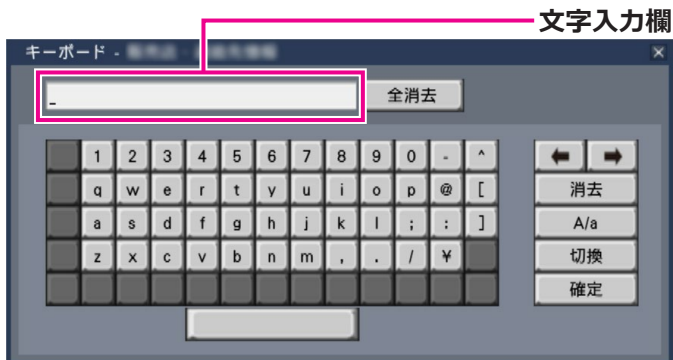 文字入力欄
キーボード -
×
_ 全消去
1 2 3 4 5 6 7 8 9 0 - ^
q w e r t y u i o p @ [
a s d f g h j k l ; : ]
z x c v b n m , . / ¥
← →
消去
A/a
切換
確定